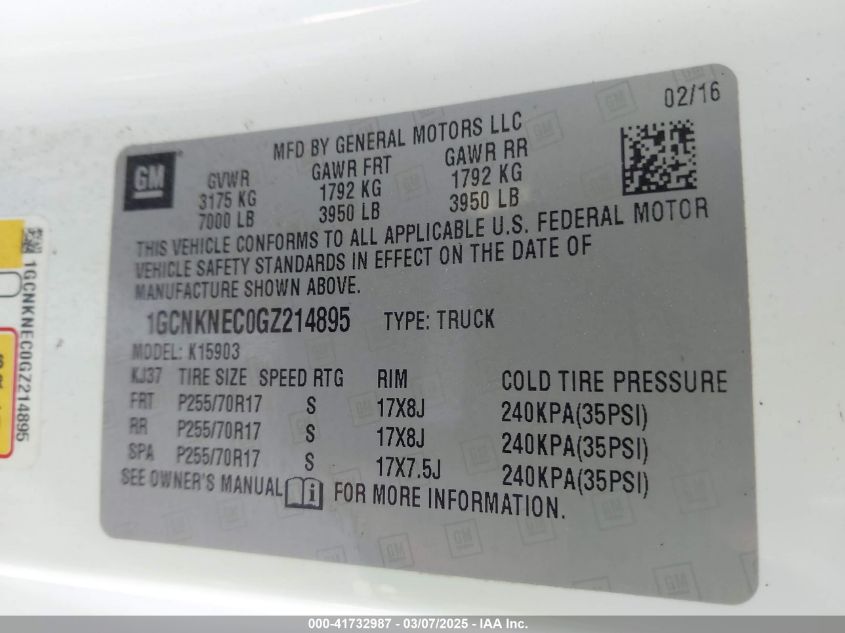 02/16
MFD BY GENERAL MOTORS LLC
GM
GVWR GAWR FRT GAWR RR
3175 KG 1792 KG 1792 KG
7000 LB 3950 LB 3950 LB
THIS VEHICLE CONFORMS TO ALL APPLICABLE U.S. FEDERAL MOTOR
VEHICLE SAFETY STANDARDS IN EFFECT ON THE DATE OF
MANUFACTURE SHOWN ABOVE.
1GCNKNEC0GZ214895 TYPE: TRUCK
MODEL: K15903
KJ37 TIRE SIZE SPEED RTG RIM COLD TIRE PRESSURE
FRT P255/70R17 S 17X8J 240KPA(35PSI)
RR P255/70R17 S 17X8J 240KPA(35PSI)
SPA P255/70R17 S 17X7.5J 240KPA(35PSI)
SEE OWNER'S MANUAL FOR MORE INFORMATION.
1GCNKNEC0GZ214895
000-41732987 - 03/07/2025 - IAA Inc.